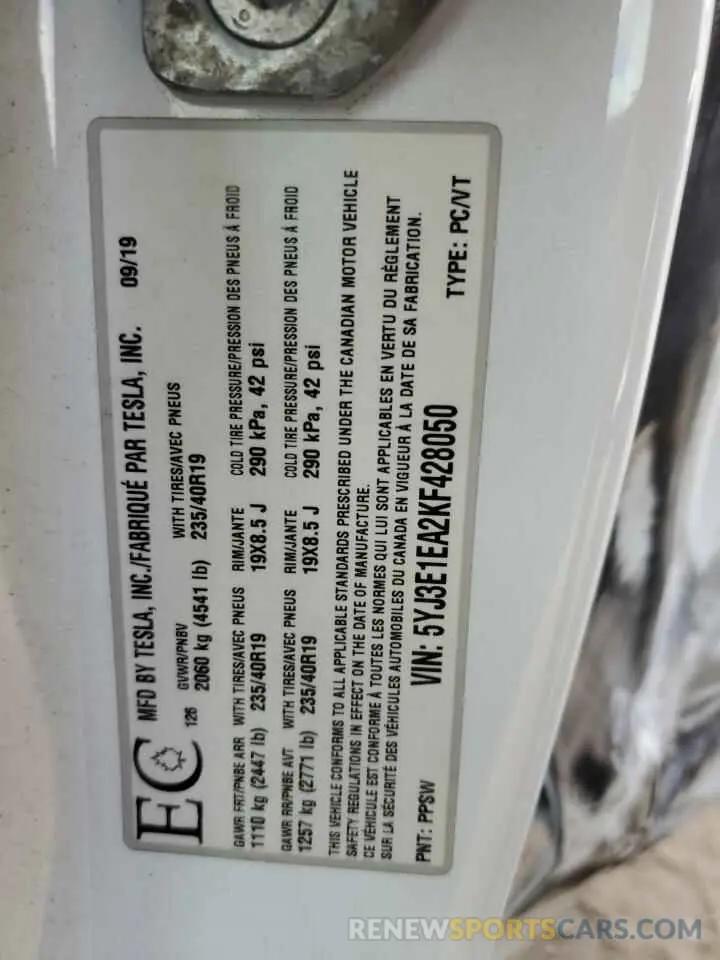 EC
126
MFD BY TESLA, INC./FABRIQUÉ PAR TESLA, INC. 09/19
GVWR/PNBV WITH TIRES/AVEC PNEUS
2060 kg (4541 lb) 235/40R19
GAWR FRT/PNBE ARR WITH TIRES/AVEC PNEUS RIM/JANTE COLD TIRE PRESSURE/PRESSION DES PNEUS À FROID
1110 kg (2447 lb) 235/40R19 19X8.5 J 290 kPa, 42 psi
GAWR RR/PNBE AVT WITH TIRES/AVEC PNEUS RIM/JANTE COLD TIRE PRESSURE/PRESSION DES PNEUS À FROID
1257 kg (2771 lb) 235/40R19 19X8.5 J 290 kPa, 42 psi
THIS VEHICLE CONFORMS TO ALL APPLICABLE STANDARDS PRESCRIBED UNDER THE CANADIAN MOTOR VEHICLE
SAFETY REGULATIONS IN EFFECT ON THE DATE OF MANUFACTURE.
CE VÉHICULE EST CONFORME À TOUTES LES NORMES QUI LUI SONT APPLICABLES EN VERTU DU RÈGLEMENT
SUR LA SÉCURITÉ DES VÉHICULES AUTOMOBILES DU CANADA EN VIGUEUR À LA DATE DE SA FABRICATION.
VIN: 5YJ3E1EA2KF428050
PNT: PPSW TYPE: PC/VT
RENEWSPORTSCARS.COM